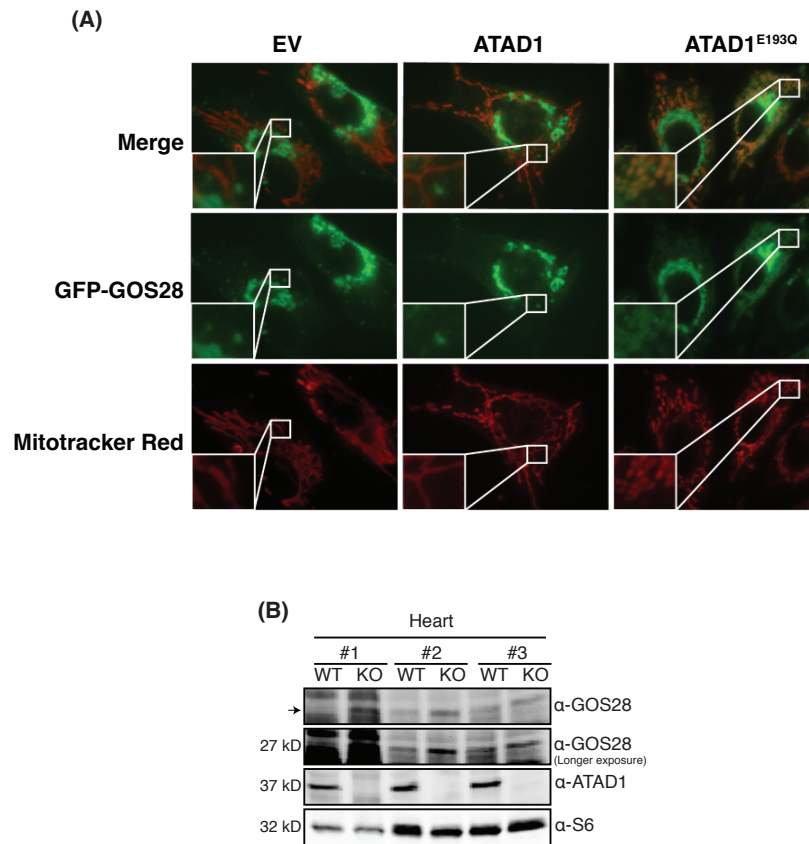 (A)
EV ATAD1 ATAD1E193Q
Merge
GFP-GOS28
Mitotracker Red
(B)
Heart
#1 #2 #3
WT KO WT KO WT KO
α-GOS28
27 kD α-GOS28
(Longer exposure)
37 kD α-ATAD1
32 kD α-S6